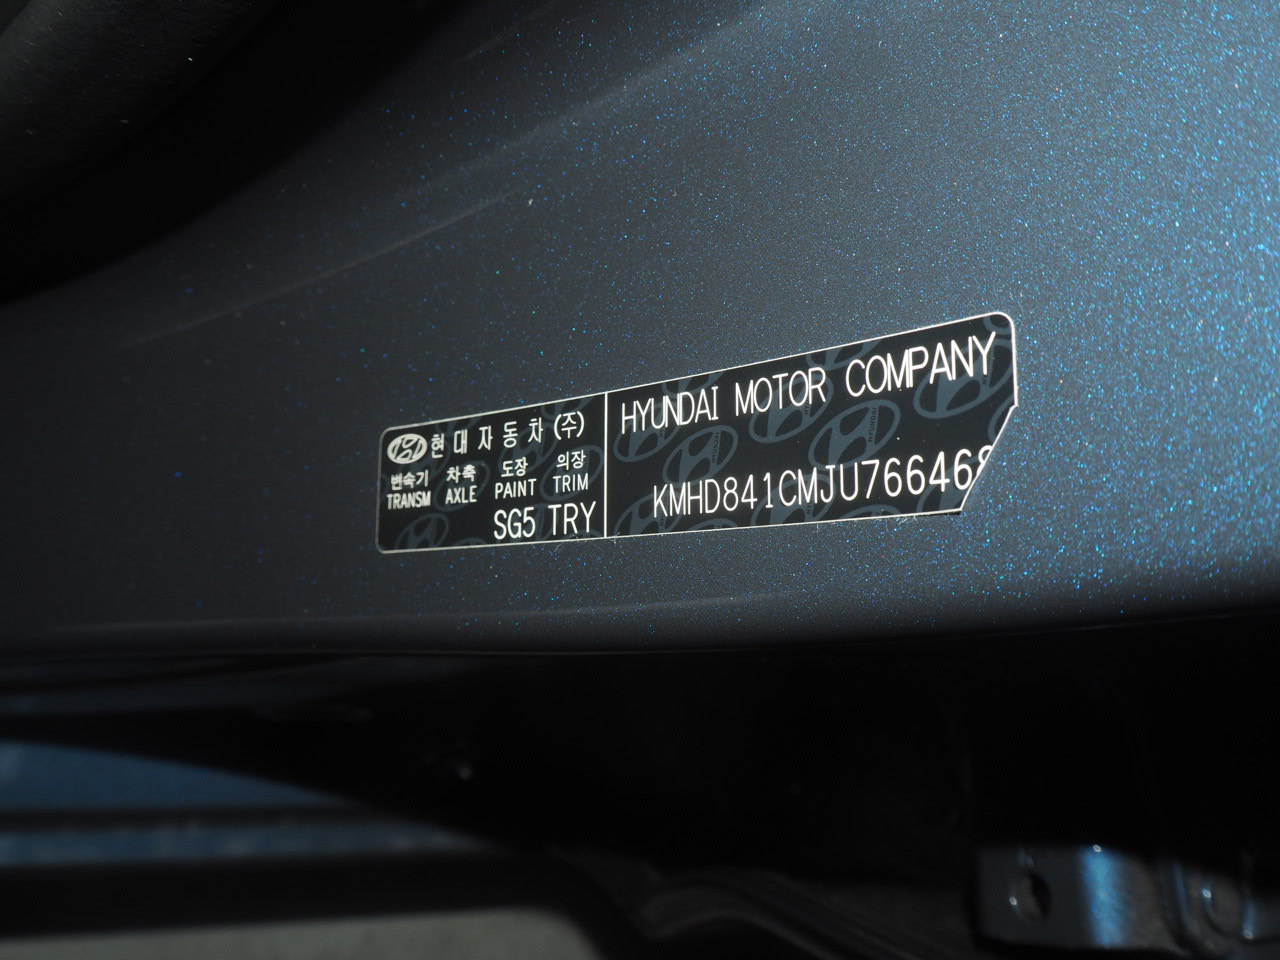 현대자동차(주)
변속기 차축 도장 의장
TRANSM AXLE PAINT TRIM
SG5 TRY
HYUNDAI MOTOR COMPANY
KMHD841CMJU766468